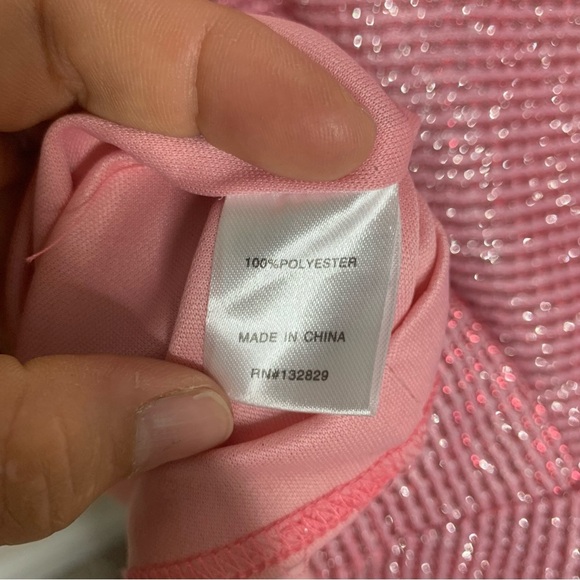 100%POLYESTER
MADE IN CHINA
RN#132829